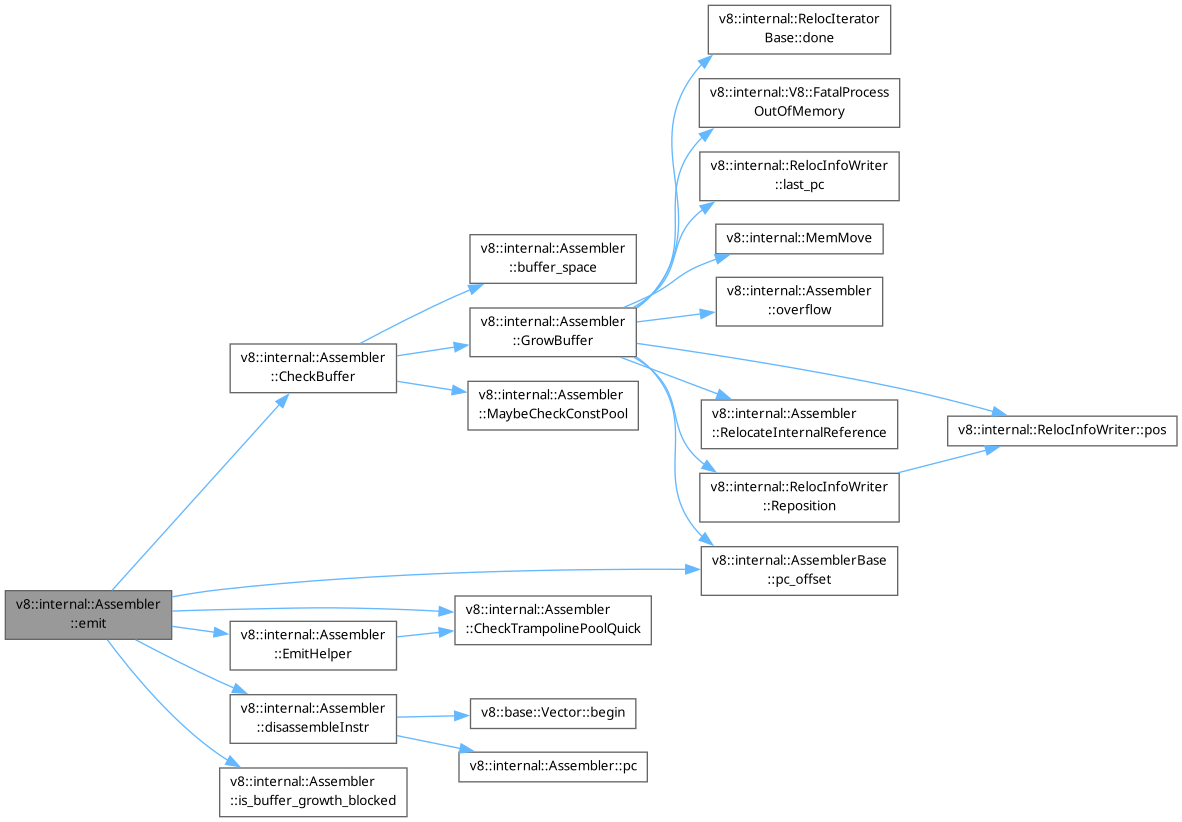 v8::internal::RelocIterator
Base::done
v8::internal::V8::FatalProcess
OutOfMemory
v8::internal::RelocInfoWriter
::last_pc
v8::internal::MemMove
v8::internal::Assembler
::buffer_space
v8::internal::Assembler
::overflow
v8::internal::Assembler
::GrowBuffer
v8::internal::Assembler
::CheckBuffer
v8::internal::Assembler
::MaybeCheckConstPool
v8::internal::Assembler
::RelocateInternalReference
v8::internal::RelocInfoWriter::pos
v8::internal::RelocInfoWriter
::Reposition
v8::internal::AssemblerBase
::pc_offset
v8::internal::Assembler
::emit
v8::internal::Assembler
::CheckTrampolinePoolQuick
v8::internal::Assembler
::EmitHelper
v8::internal::Assembler
::disassembleInstr
v8::base::Vector::begin
v8::internal::Assembler::pc
v8::internal::Assembler
::is_buffer_growth_blocked